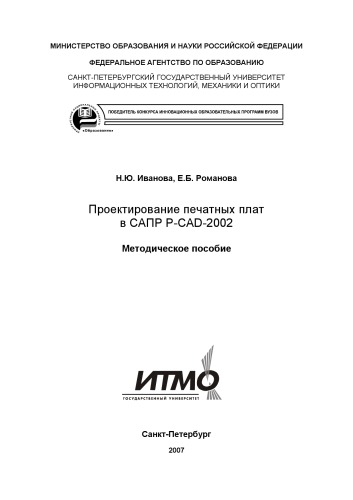 МИНИСТЕРСТВО ОБРАЗОВАНИЯ И НАУКИ РОССИЙСКОЙ ФЕДЕРАЦИИ
ФЕДЕРАЛЬНОЕ АГЕНТСТВО ПО ОБРАЗОВАНИЮ
САНКТ-ПЕТЕРБУРГСКИЙ ГОСУДАРСТВЕННЫЙ УНИВЕРСИТЕТ
ИНФОРМАЦИОННЫХ ТЕХНОЛОГИЙ, МЕХАНИКИ И ОПТИКИ
ПОБЕДИТЕЛЬ КОНКУРСА ИННОВАЦИОННЫХ ОБРАЗОВАТЕЛЬНЫХ ПРОГРАММ ВУЗОВ
«Образование»
Н.Ю. Иванова, Е.Б. Романова
Проектирование печатных плат
в САПР P-CAD-2002
Методическое пособие
ИТМО
ГОСУДАРСТВЕННЫЙ УНИВЕРСИТЕТ
Санкт-Петербург
2007